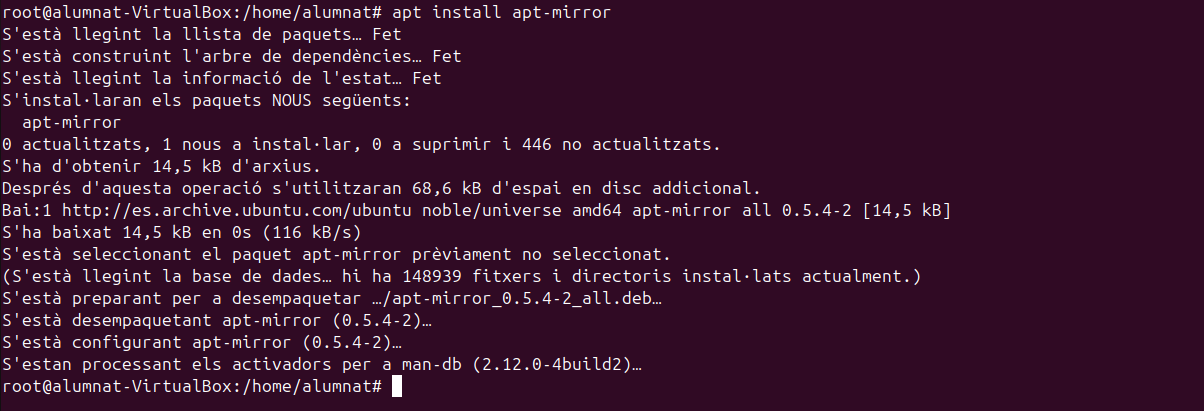 root@alumnat-VirtualBox:/home/alumnat# apt install apt-mirror
S'està llegint la llista de paquets… Fet
S'està construint l'arbre de dependències… Fet
S'està llegint la informació de l'estat… Fet
S'instal·laran els paquets NOUS següents:
  apt-mirror
0 actualitzats, 1 nous a instal·lar, 0 a suprimir i 446 no actualitzats.
S'ha d'obtenir 14,5 kB d'arxius.
Després d'aquesta operació s'utilitzaran 68,6 kB d'espai en disc addicional.
Bai:1 http://es.archive.ubuntu.com/ubuntu noble/universe amd64 apt-mirror all 0.5.4-2 [14,5 kB]
S'ha baixat 14,5 kB en 0s (116 kB/s)
S'està seleccionant el paquet apt-mirror prèviament no seleccionat.
(S'està llegint la base de dades… hi ha 148939 fitxers i directoris instal·lats actualment.)
S'està preparant per a desempaquetar …/apt-mirror_0.5.4-2_all.deb…
S'està desempaquetant apt-mirror (0.5.4-2)…
S'està configurant apt-mirror (0.5.4-2)…
S'estan processant els activadors per a man-db (2.12.0-4build2)…
root@alumnat-VirtualBox:/home/alumnat#